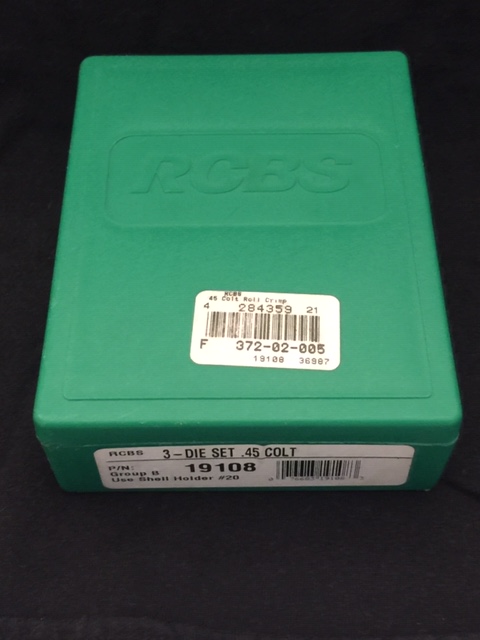 RCBS
RCBS
45 Colt Roll Crimp
4 284359 21
F 372-02-005
19108 36987
RCBS 3-DIE SET .45 COLT
P/N: 19108
Group B
Use Shell Holder #20